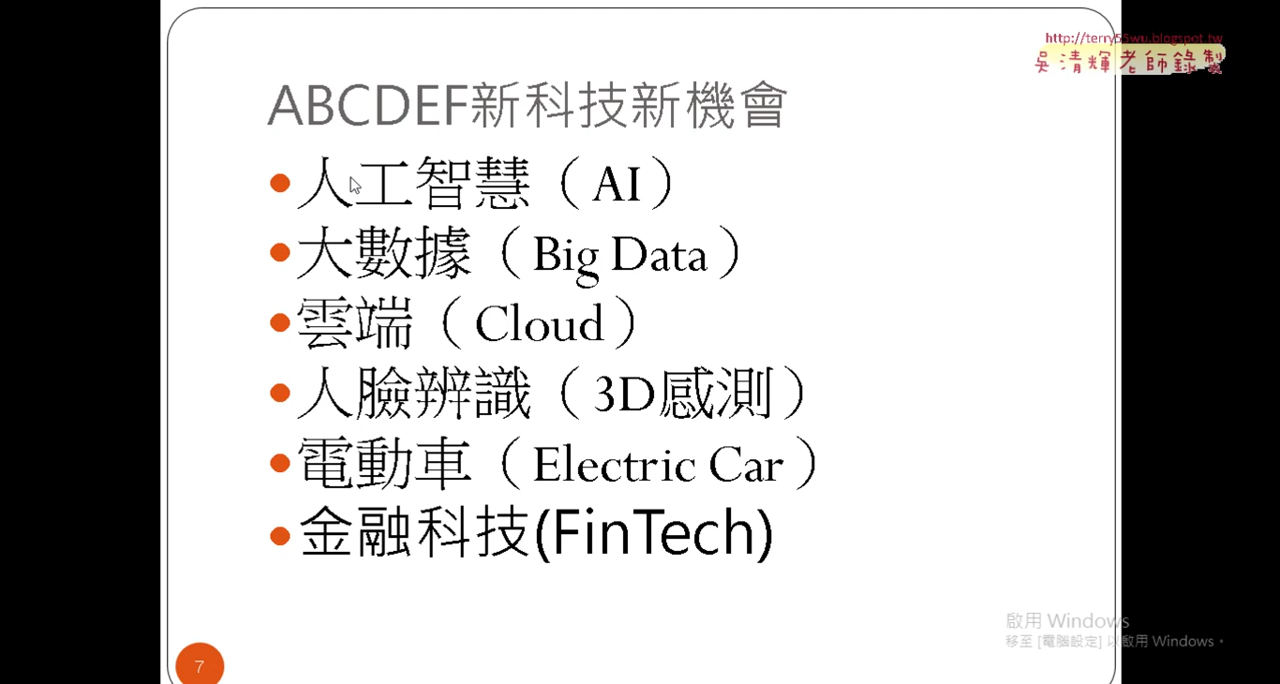 http://terry55wu.blogspot.tw
吳清輝老師錄製
ABCDEF新科技新機會
人工智慧（AI）
大數據（Big Data）
雲端（Cloud）
人臉辨識（3D感測）
電動車（Electric Car）
金融科技(FinTech)
啟用 Windows
移至 [電腦設定] 以啟用 Windows。
7